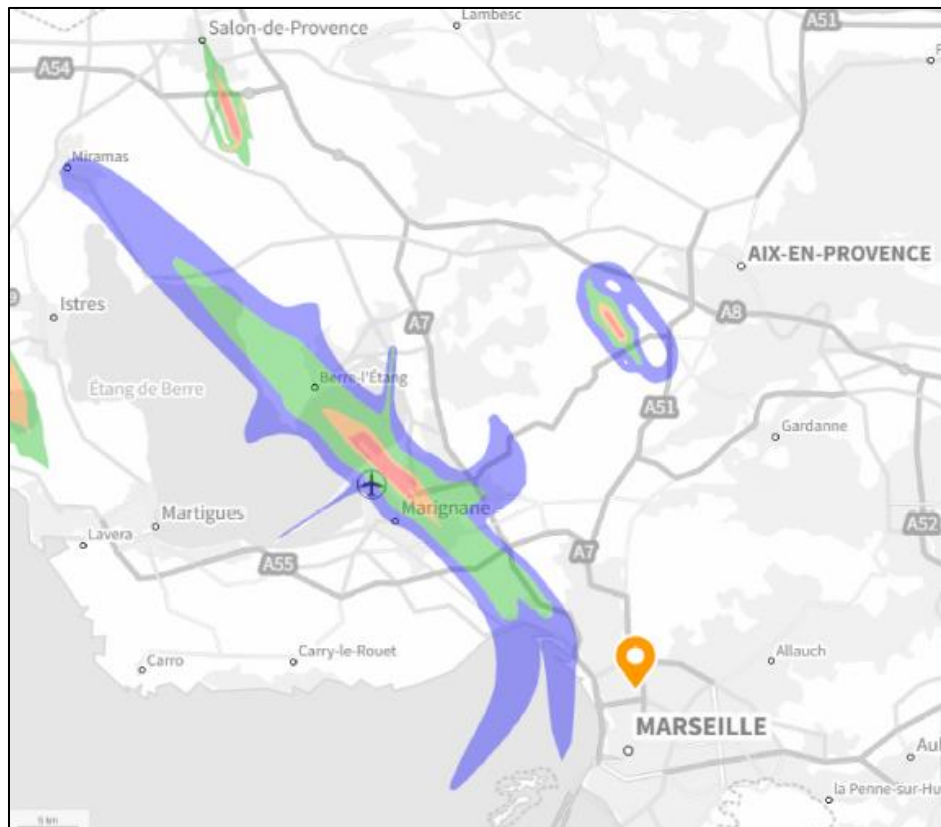 Lambesc
A51
Salon-de-Provence
A54
Miramas
AIX-EN-PROVENCE
Istres
A7
A8
Berre-l'Étang
Étang de Berre
A51
Gardanne
Martigues
Marignane
Lavera
A55
A7
A52
Carro
Carry-le-Rouet
Allauch
MARSEILLE
Au
la Penne-sur-Hu